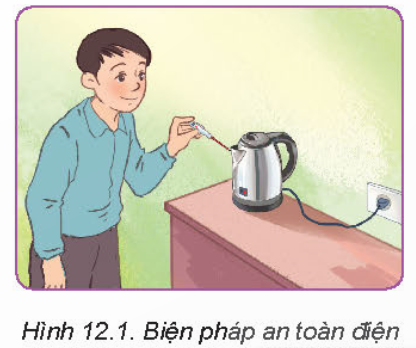 Hình 12.1. Biện pháp an toàn điện